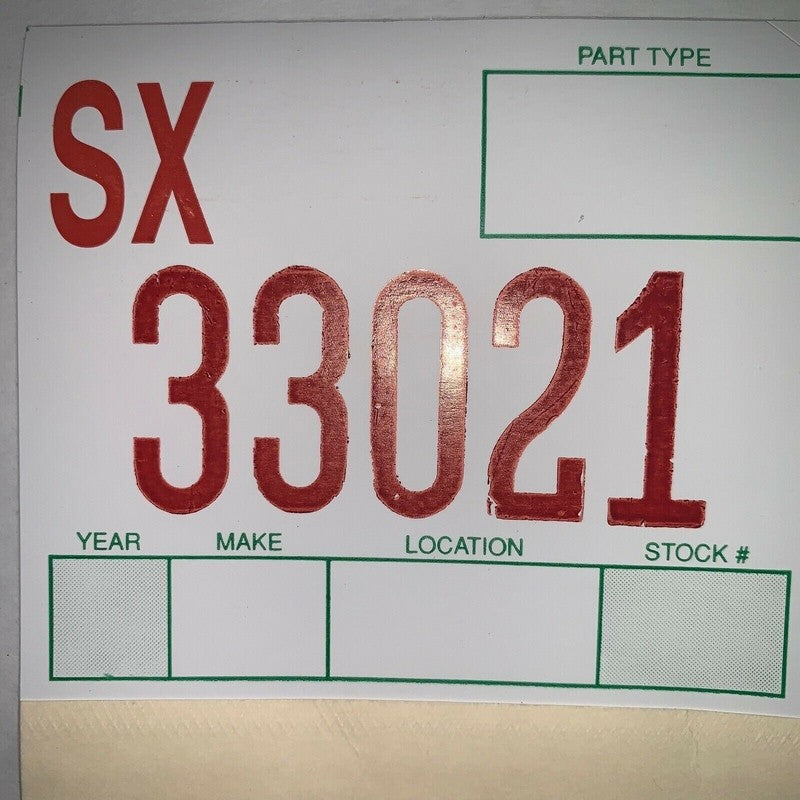 PART TYPE
SX
33021
YEAR MAKE LOCATION STOCK #